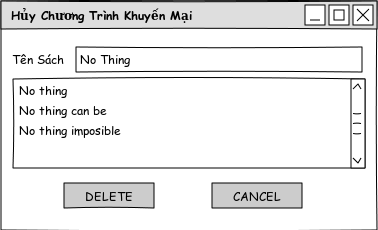 Hủy Chương Trình Khuyến Mại
Tên Sách No Thing
No thing
No thing can be
No thing imposible
DELETE CANCEL